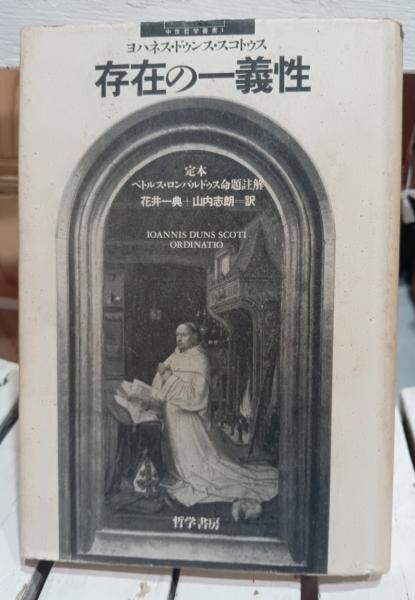 中世哲学叢書1
ヨハネス・ドゥンス・スコトゥス
存在の一義性
定本
ペトルス・ロンバルドゥス命題註解
花井一典+山内志朗=訳
IOANNIS DUNS SCOTI
ORDINATIO
哲学書房